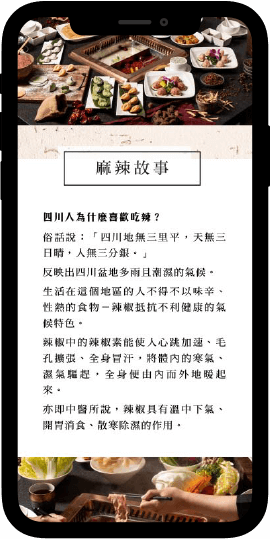 麻辣故事
四川人為什麼喜歡吃辣？
俗話說：「四川地無三里平，天無三
日晴，人無三分銀。」
反映出四川盆地多雨且潮濕的氣候。
生活在這個地區的人不得不以味辛、
性熱的食物－辣椒抵抗不利健康的氣
候特色。
辣椒中的辣椒素能使人心跳加速、毛
孔擴張、全身冒汗，將體內的寒氣、
濕氣驅趕，全身便由內而外地暖起
來。
亦即中醫所說，辣椒具有溫中下氣、
開胃消食、散寒除濕的作用。